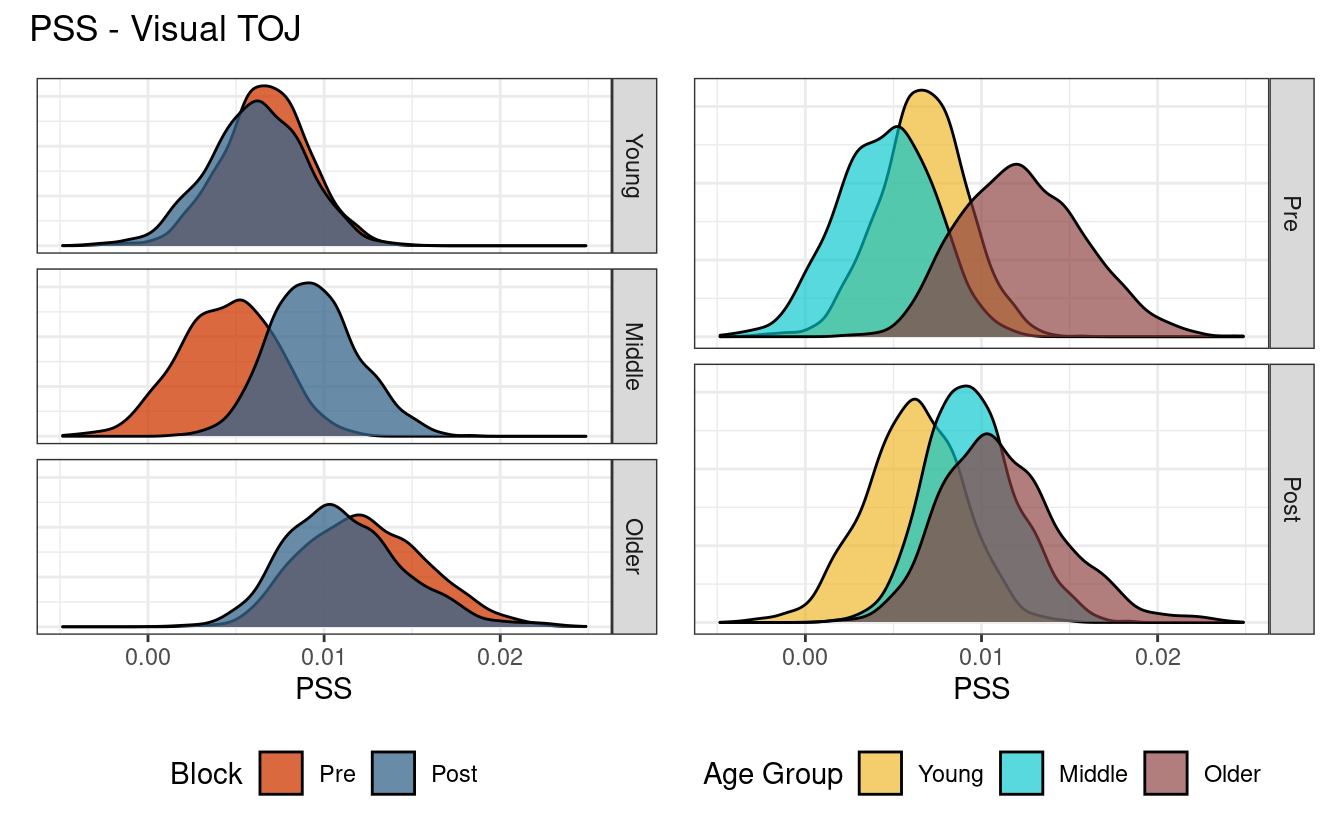 PSS - Visual TOJ
Young
Middle
Older
0.00 0.01 0.02
PSS
Block Pre Post
Pre
Post
0.00 0.01 0.02
PSS
Age Group Young Middle Older